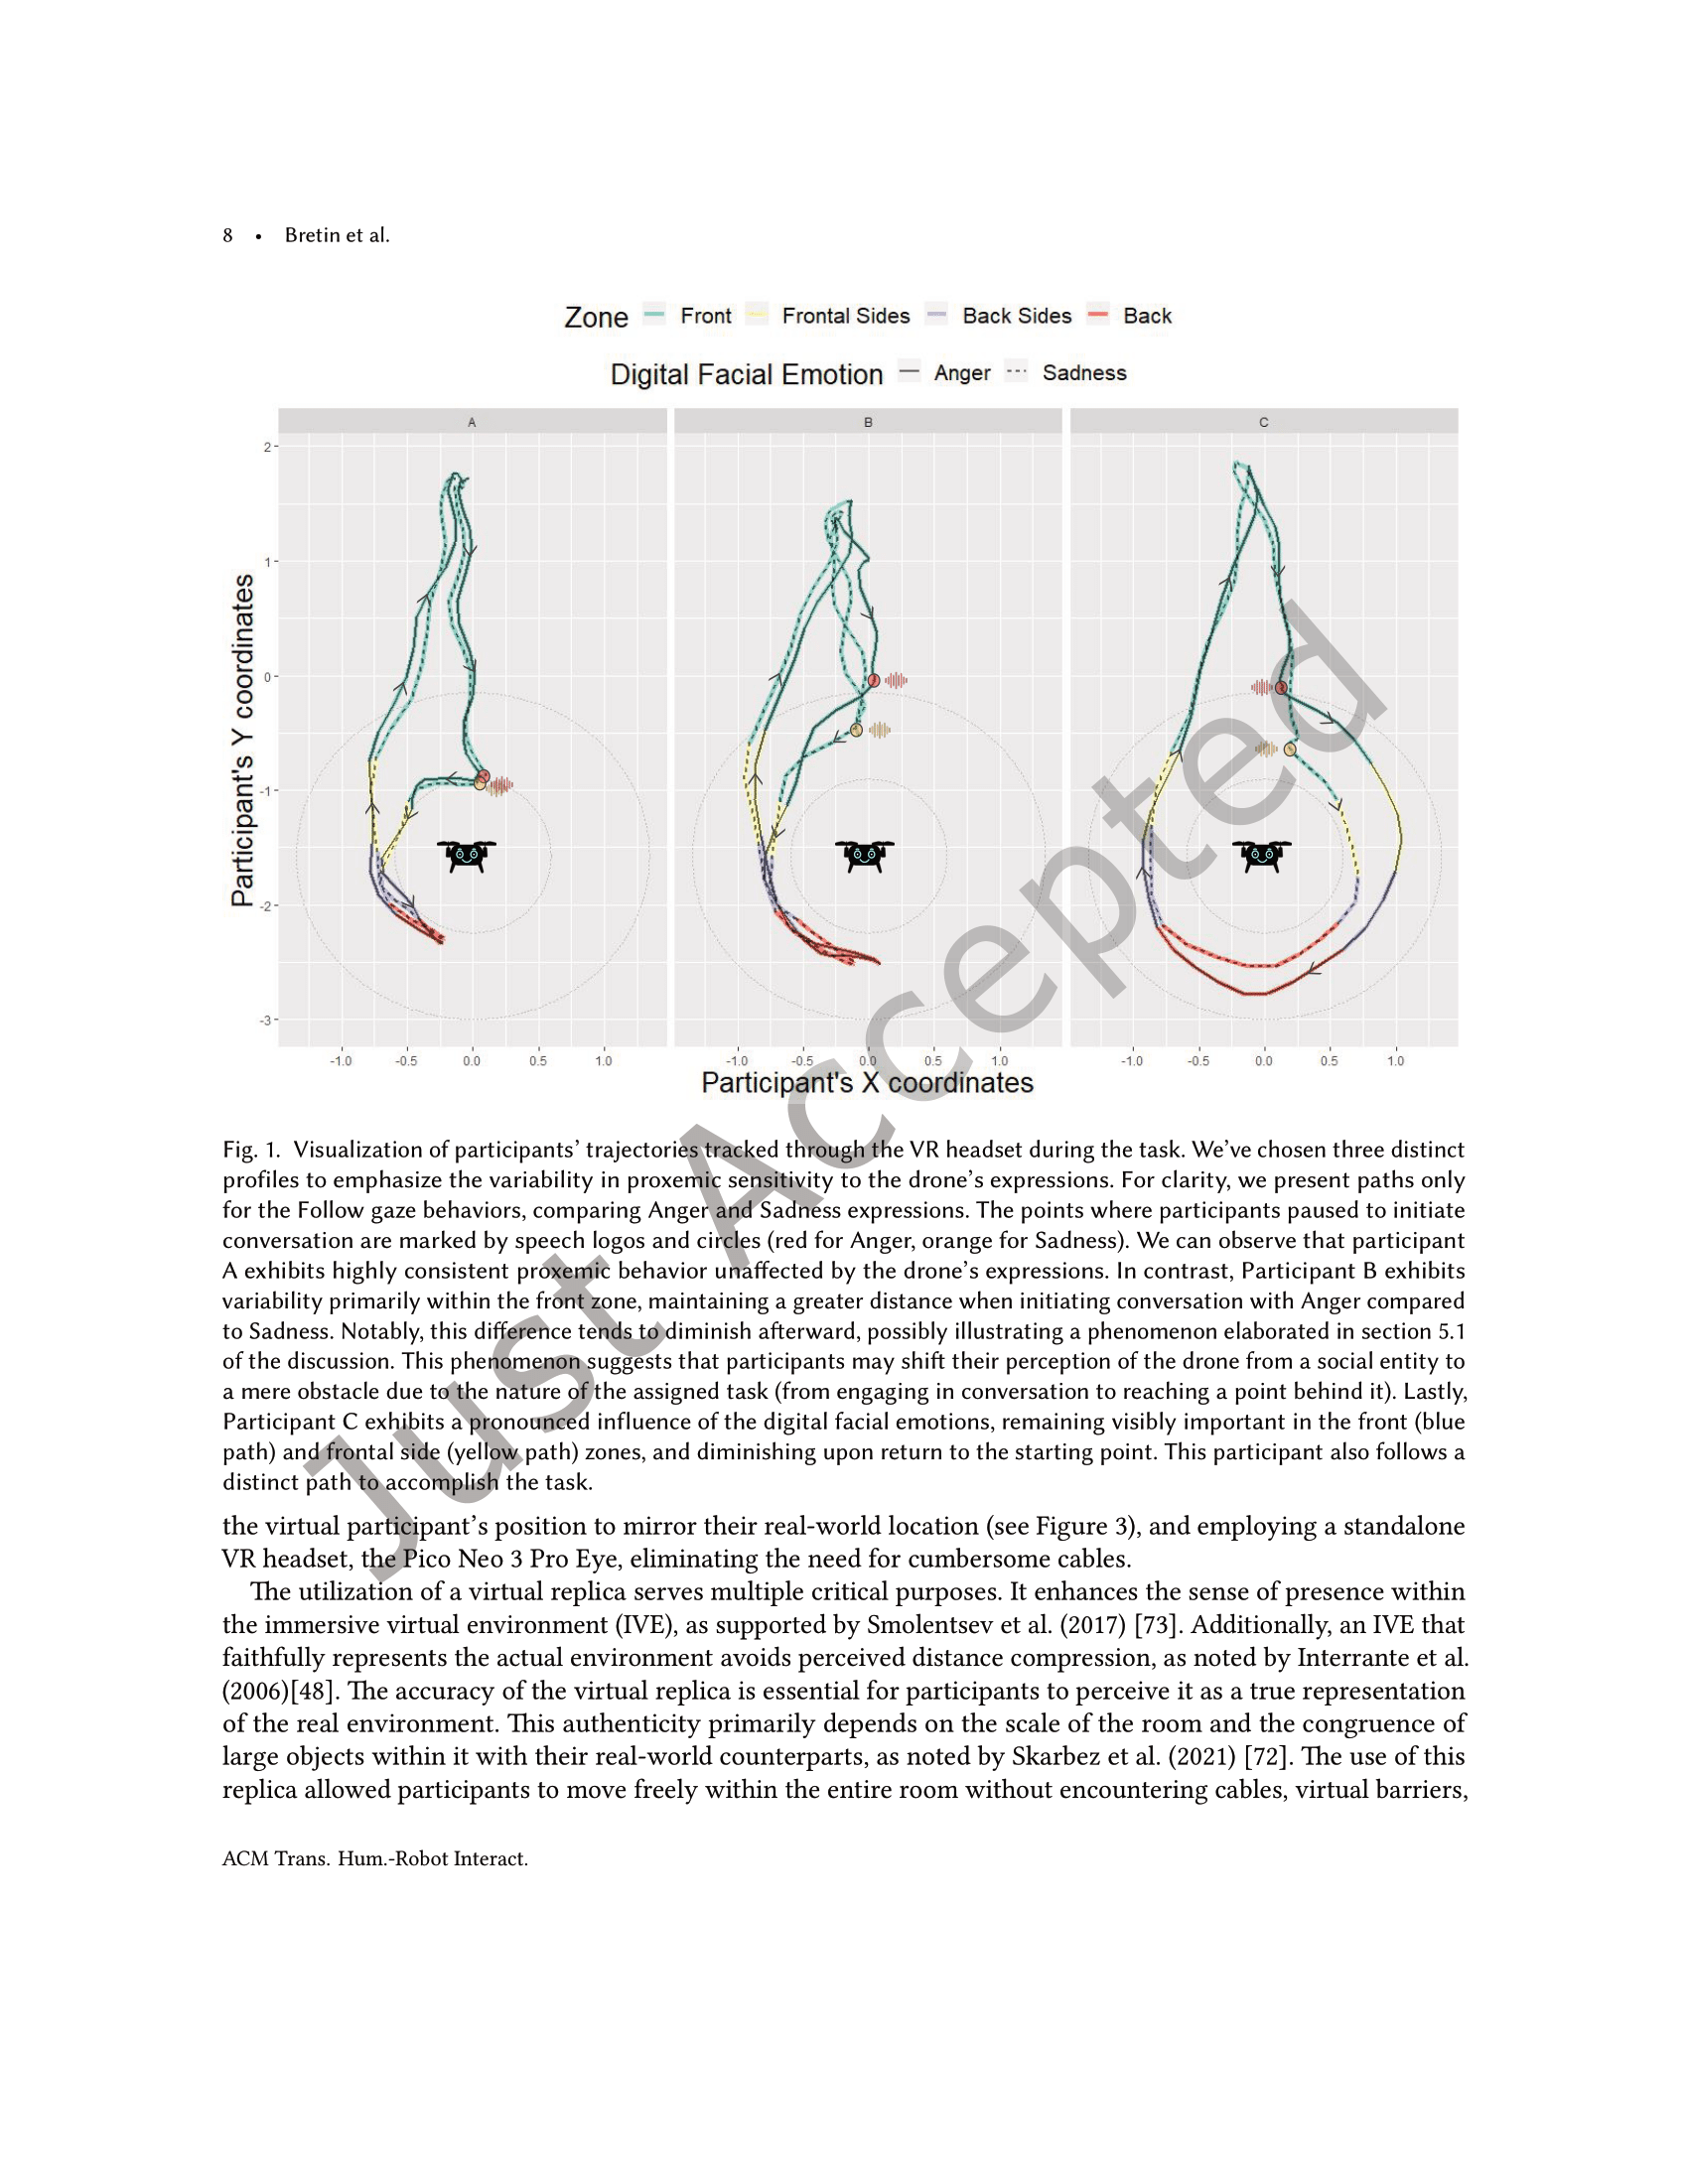 8 • Bretin et al.
Zone Front Frontal Sides Back Sides Back
Digital Facial Emotion Anger Sadness
A B C
2
1
0
-1
-2
-3
Participant's Y coordinates
-1.0 -0.5 0.0 0.5 1.0 -1.0 -0.5 0.0 0.5 1.0 -1.0 -0.5 0.0 0.5 1.0
Participant's X coordinates
Just Accepted
Fig. 1. Visualization of participants’ trajectories tracked through the VR headset during the task. We’ve chosen three distinct
profiles to emphasize the variability in proxemic sensitivity to the drone’s expressions. For clarity, we present paths only
for the Follow gaze behaviors, comparing Anger and Sadness expressions. The points where participants paused to initiate
conversation are marked by speech logos and circles (red for Anger, orange for Sadness). We can observe that participant
A exhibits highly consistent proxemic behavior unaffected by the drone’s expressions. In contrast, Participant B exhibits
variability primarily within the front zone, maintaining a greater distance when initiating conversation with Anger compared
to Sadness. Notably, this difference tends to diminish afterward, possibly illustrating a phenomenon elaborated in section 5.1
of the discussion. This phenomenon suggests that participants may shift their perception of the drone from a social entity to
a mere obstacle due to the nature of the assigned task (from engaging in conversation to reaching a point behind it). Lastly,
Participant C exhibits a pronounced influence of the digital facial emotions, remaining visibly important in the front (blue
path) and frontal side (yellow path) zones, and diminishing upon return to the starting point. This participant also follows a
distinct path to accomplish the task.
the virtual participant’s position to mirror their real-world location (see Figure 3), and employing a standalone
VR headset, the Pico Neo 3 Pro Eye, eliminating the need for cumbersome cables.
The utilization of a virtual replica serves multiple critical purposes. It enhances the sense of presence within
the immersive virtual environment (IVE), as supported by Smolentsev et al. (2017) [73]. Additionally, an IVE that
faithfully represents the actual environment avoids perceived distance compression, as noted by Interrante et al.
(2006)[48]. The accuracy of the virtual replica is essential for participants to perceive it as a true representation
of the real environment. This authenticity primarily depends on the scale of the room and the congruence of
large objects within it with their real-world counterparts, as noted by Skarbez et al. (2021) [72]. The use of this
replica allowed participants to move freely within the entire room without encountering cables, virtual barriers,
ACM Trans. Hum.-Robot Interact.